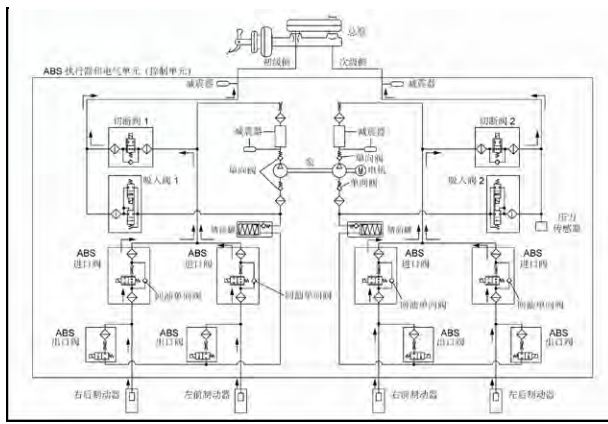 总泵
初级侧
次级侧
ABS 执行器和电气单元（控制单元）
减震器
减震器
切断阀 1
切断阀 2
减震器
减震器
单向阀
单向阀
泵
M
电机
单向阀
吸入阀 1
吸入阀 2
储油罐
储油罐
压力
传感器
ABS
进口阀
ABS
进口阀
ABS
进口阀
ABS
进口阀
回油单向阀
回油单向阀
回油单向阀
回油单向阀
ABS
出口阀
ABS
出口阀
ABS
出口阀
ABS
出口阀
右后制动器
左前制动器
右前制动器
左后制动器